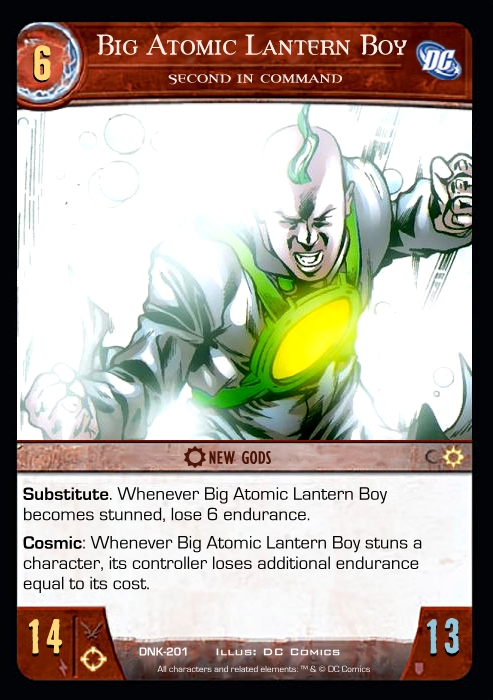 6
Big Atomic Lantern Boy
Second in Command
DC
NEW GODS
Substitute. Whenever Big Atomic Lantern Boy
becomes stunned, lose 6 endurance.
Cosmic: Whenever Big Atomic Lantern Boy stuns a
character, its controller loses additional endurance
equal to its cost.
14
DNK-201 Illus: DC Comics
13
All characters and related elements: ™ & © DC Comics